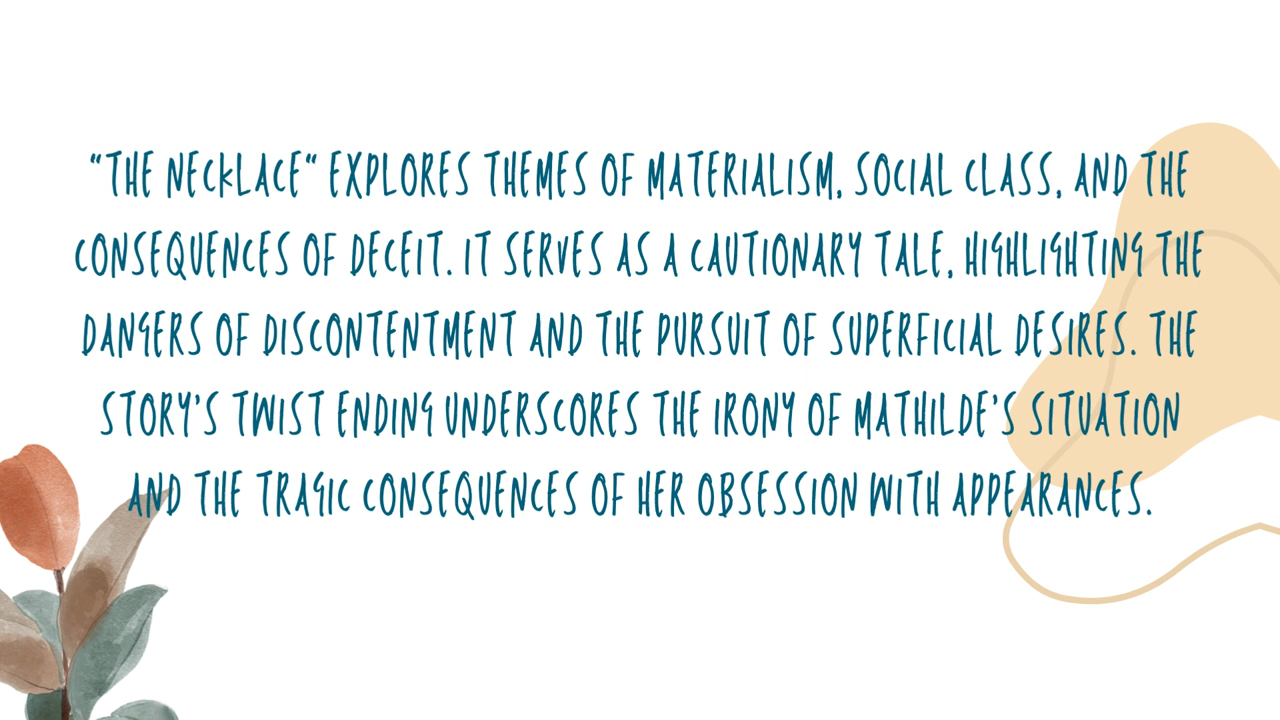 “THE NECKLACE“ EXPLORES THEMES OF MATERIALISM, SOCIAL CLASS, AND THE
CONSEQUENCES OF DECEIT. IT SERVES AS A CAUTIONARY TALE, HIGHLIGHTING THE
DANGERS OF DISCONTENTMENT AND THE PURSUIT OF SUPERFICIAL DESIRES. THE
STORY’S TWIST ENDING UNDERSCORES THE IRONY OF MATHILDE’S SITUATION
AND THE TRAGIC CONSEQUENCES OF HER OBSESSION WITH APPEARANCES.